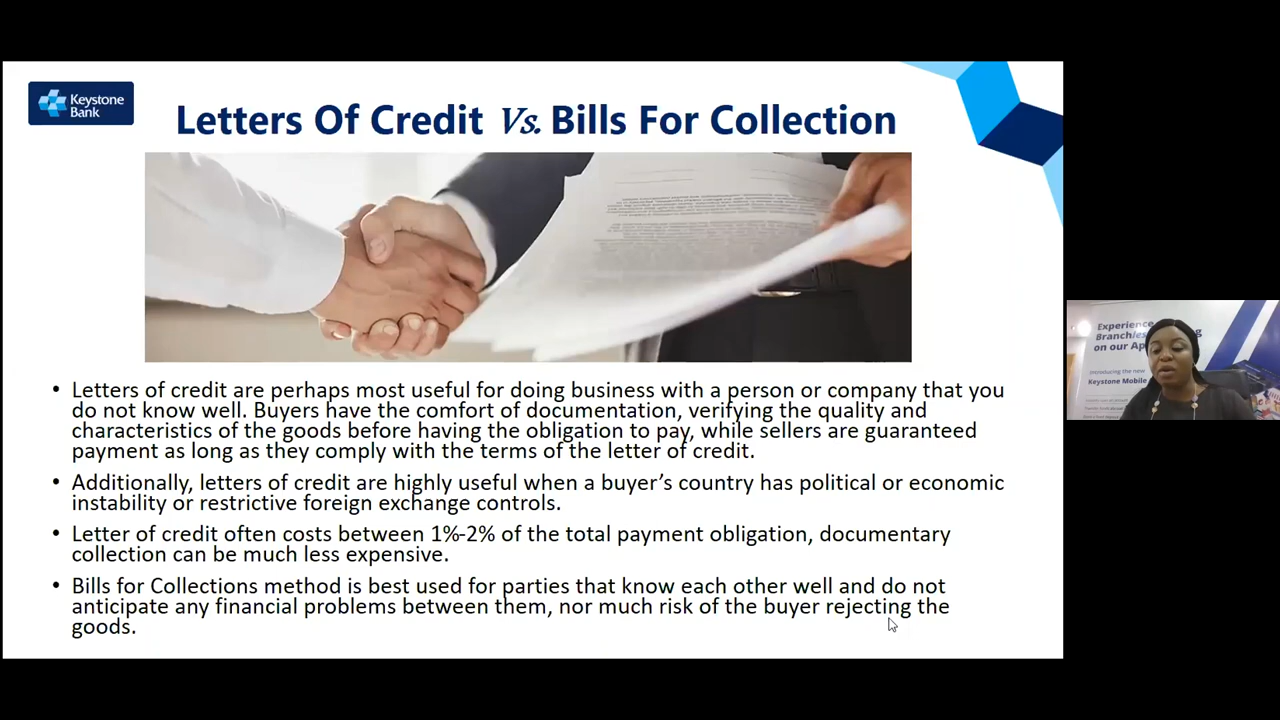 Keystone
Bank
Letters Of Credit Vs. Bills For Collection
• Letters of credit are perhaps most useful for doing business with a person or company that you
do not know well. Buyers have the comfort of documentation, verifying the quality and
characteristics of the goods before having the obligation to pay, while sellers are guaranteed
payment as long as they comply with the terms of the letter of credit.
• Additionally, letters of credit are highly useful when a buyer’s country has political or economic
instability or restrictive foreign exchange controls.
• Letter of credit often costs between 1%-2% of the total payment obligation, documentary
collection can be much less expensive.
• Bills for Collections method is best used for parties that know each other well and do not
anticipate any financial problems between them, nor much risk of the buyer rejecting the
goods.
Experience
on our
Introducing the new
Keystone Mobile